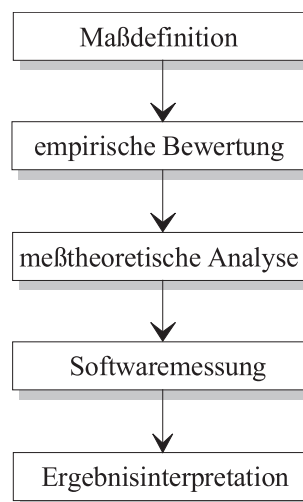 Maßdefinition
empirische Bewertung
meßtheoretische Analyse
Softwaremessung
Ergebnisinterpretation